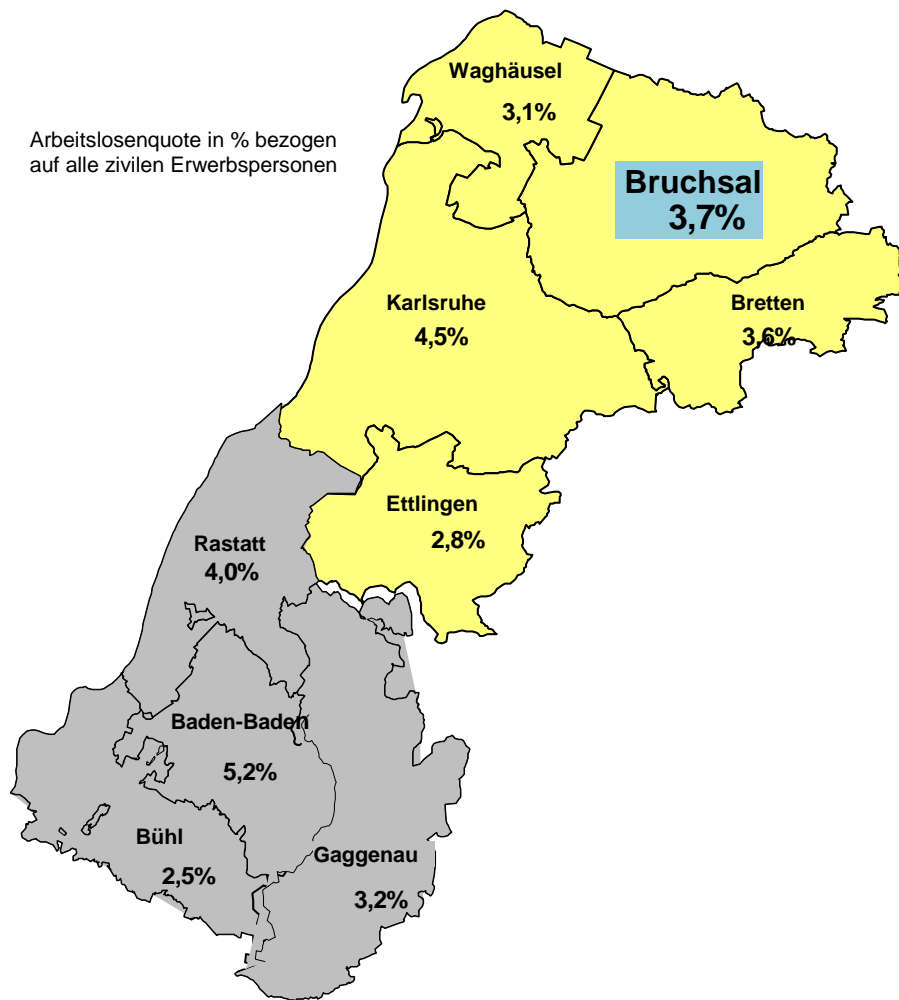 Waghäusel
3,1%
Arbeitslosenquote in % bezogen
auf alle zivilen Erwerbspersonen
Bruchsal
3,7%
Karlsruhe
4,5%
Bretten
3,6%
Ettlingen
2,8%
Rastatt
4,0%
Baden-Baden
5,2%
Bühl
2,5%
Gaggenau
3,2%